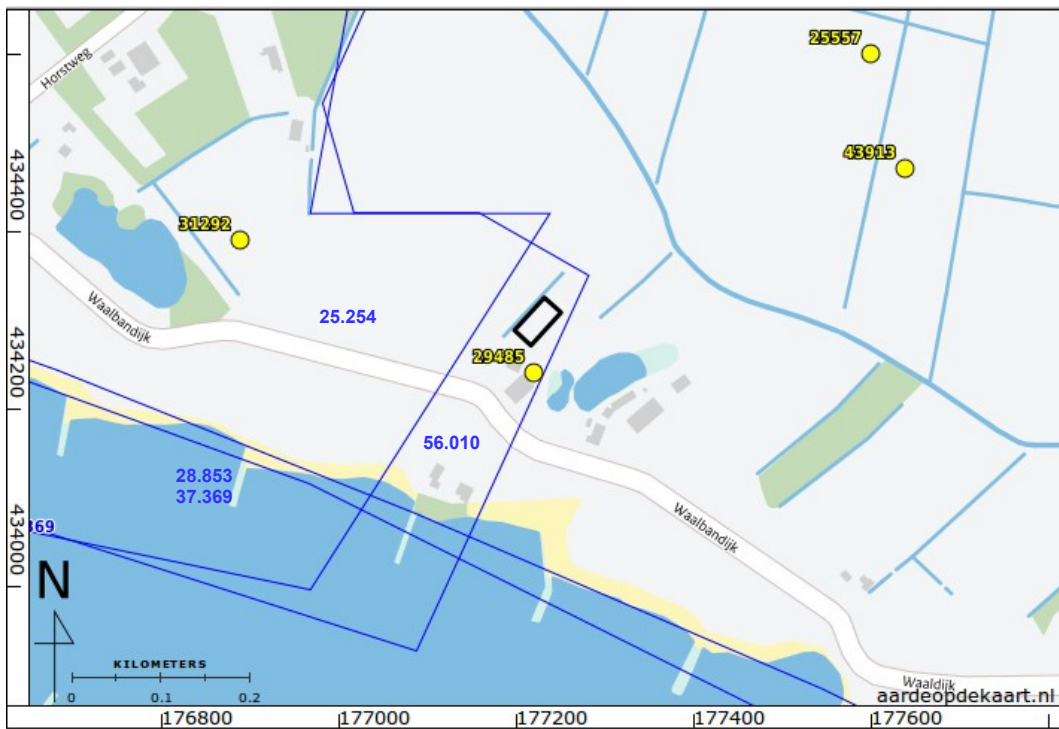 25557
Horstweg
43913
434400
31292
Waalbandijk
25.254
434200
29485
56.010
28.853
37.369
369
Waalbandijk
434000
N
KILOMETERS
0 0.1 0.2
Waaldijk
aardeopdekaart.nl
176800 177000 177200 177400 177600